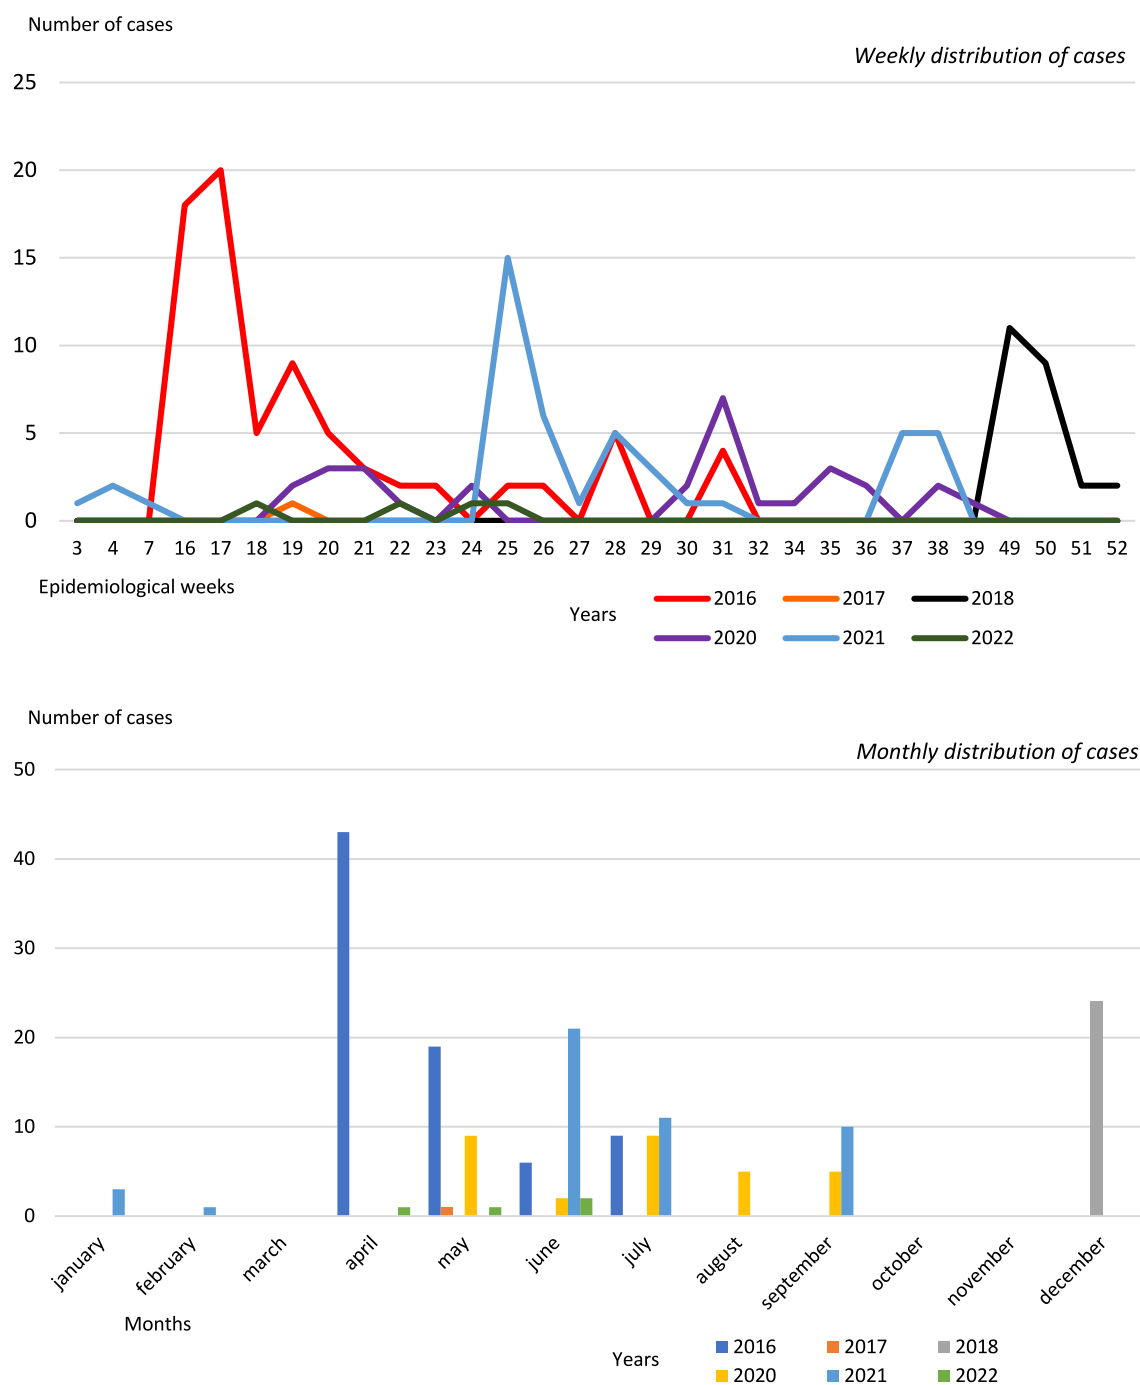 Number of cases
Weekly distribution of cases
25
20
15
10
5
0
3 4 7 16 17 18 19 20 21 22 23 24 25 26 27 28 29 30 31 32 34 35 36 37 38 39 49 50 51 52
Epidemiological weeks
Years
2016 2017 2018
2020 2021 2022
Number of cases
Monthly distribution of cases
50
40
30
20
10
0
january february march april may june july august september october november december
Months
Years
2016 2017 2018
2020 2021 2022